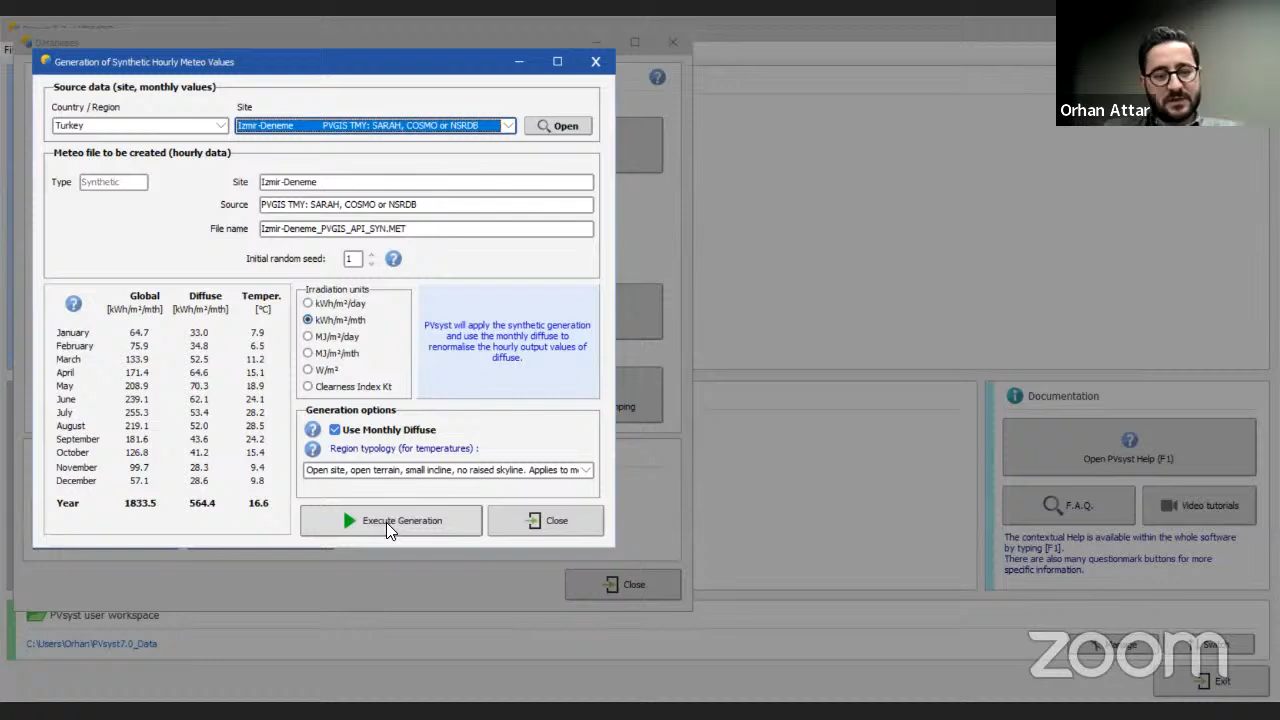 Databases
Generation of Synthetic Hourly Meteo Values
Orhan Attar
Source data (site, monthly values)
Country / Region
Site
Turkey
Izmir-Deneme PVGIS TMY: SARAH, COSMO or NSRDB
Open
Meteo file to be created (hourly data)
Type
Synthetic
Site
Izmir-Deneme
Source
PVGIS TMY: SARAH, COSMO or NSRDB
File name
Izmir-Deneme_PVGIS_API_SYN.MET
Initial random seed:
1
Global Diffuse Temper.
[kWh/m²/mth] [kWh/m²/mth] [°C]
January 64.7 33.0 7.9
February 75.9 34.8 6.5
March 133.9 52.5 11.2
April 171.4 64.6 15.1
May 208.9 70.3 18.9
June 239.1 62.1 24.1
July 255.3 53.4 28.2
August 219.1 52.0 28.5
September 181.6 43.6 24.2
October 126.8 41.2 15.4
November 99.7 28.3 9.4
December 57.1 28.6 9.8
Year 1833.5 564.4 16.6
Irradiation units
kWh/m²/day
kWh/m²/mth
MJ/m²/day
MJ/m²/mth
W/m²
Clearness Index Kt
PVsyst will apply the synthetic generation
and use the monthly diffuse to
renormalise the hourly output values of
diffuse.
Generation options
Use Monthly Diffuse
Region typology (for temperatures) :
Open site, open terrain, small incline, no raised skyline. Applies to m
Execute Generation
Close
Close
Documentation
Open PVsyst Help (F1)
F.A.Q.
Video tutorials
The contextual Help is available within the whole software
by typing [F1].
There are also many questionmark buttons for more
specific information.
PVsyst user workspace
C:\Users\Orhan\PVsyst7.0_Data
Manage
Switch
Exit
zoom